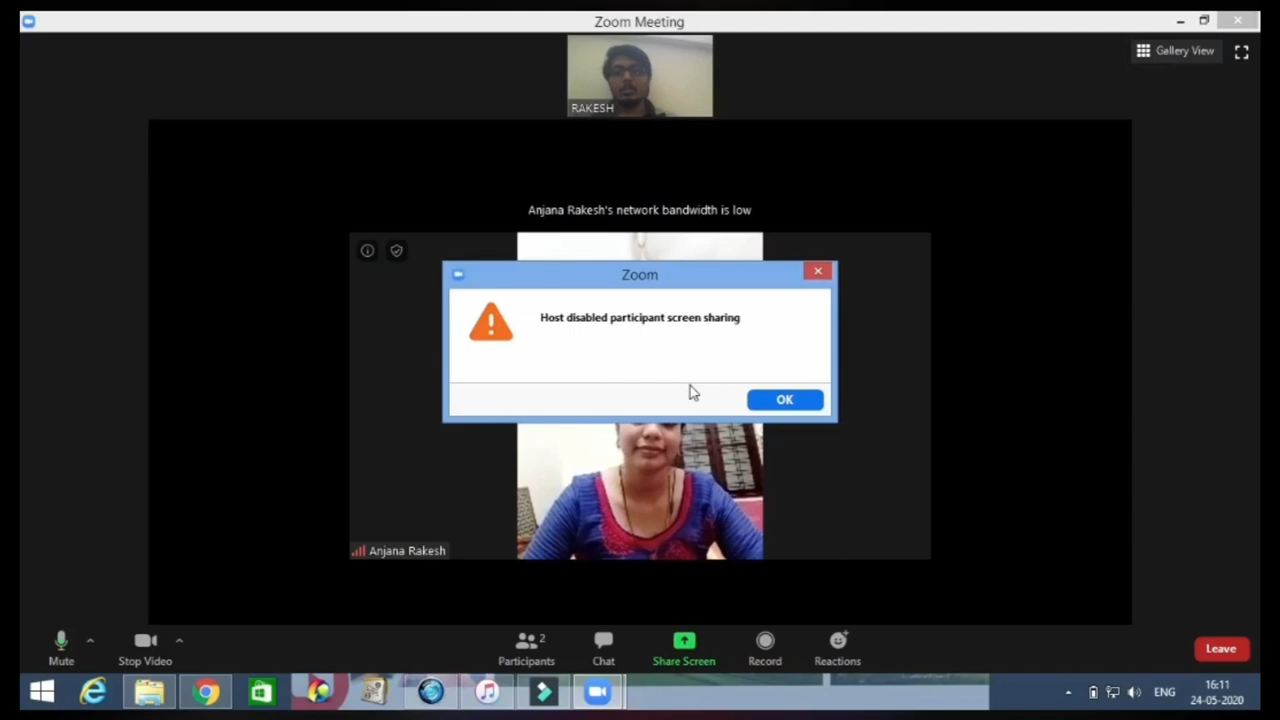 Zoom Meeting
Gallery View
RAKESH
Anjana Rakesh's network bandwidth is low
Zoom
Host disabled participant screen sharing
OK
Anjana Rakesh
2
Mute
Stop Video
Participants
Chat
Share Screen
Record
Reactions
Leave
ENG
16:11
24-05-2020